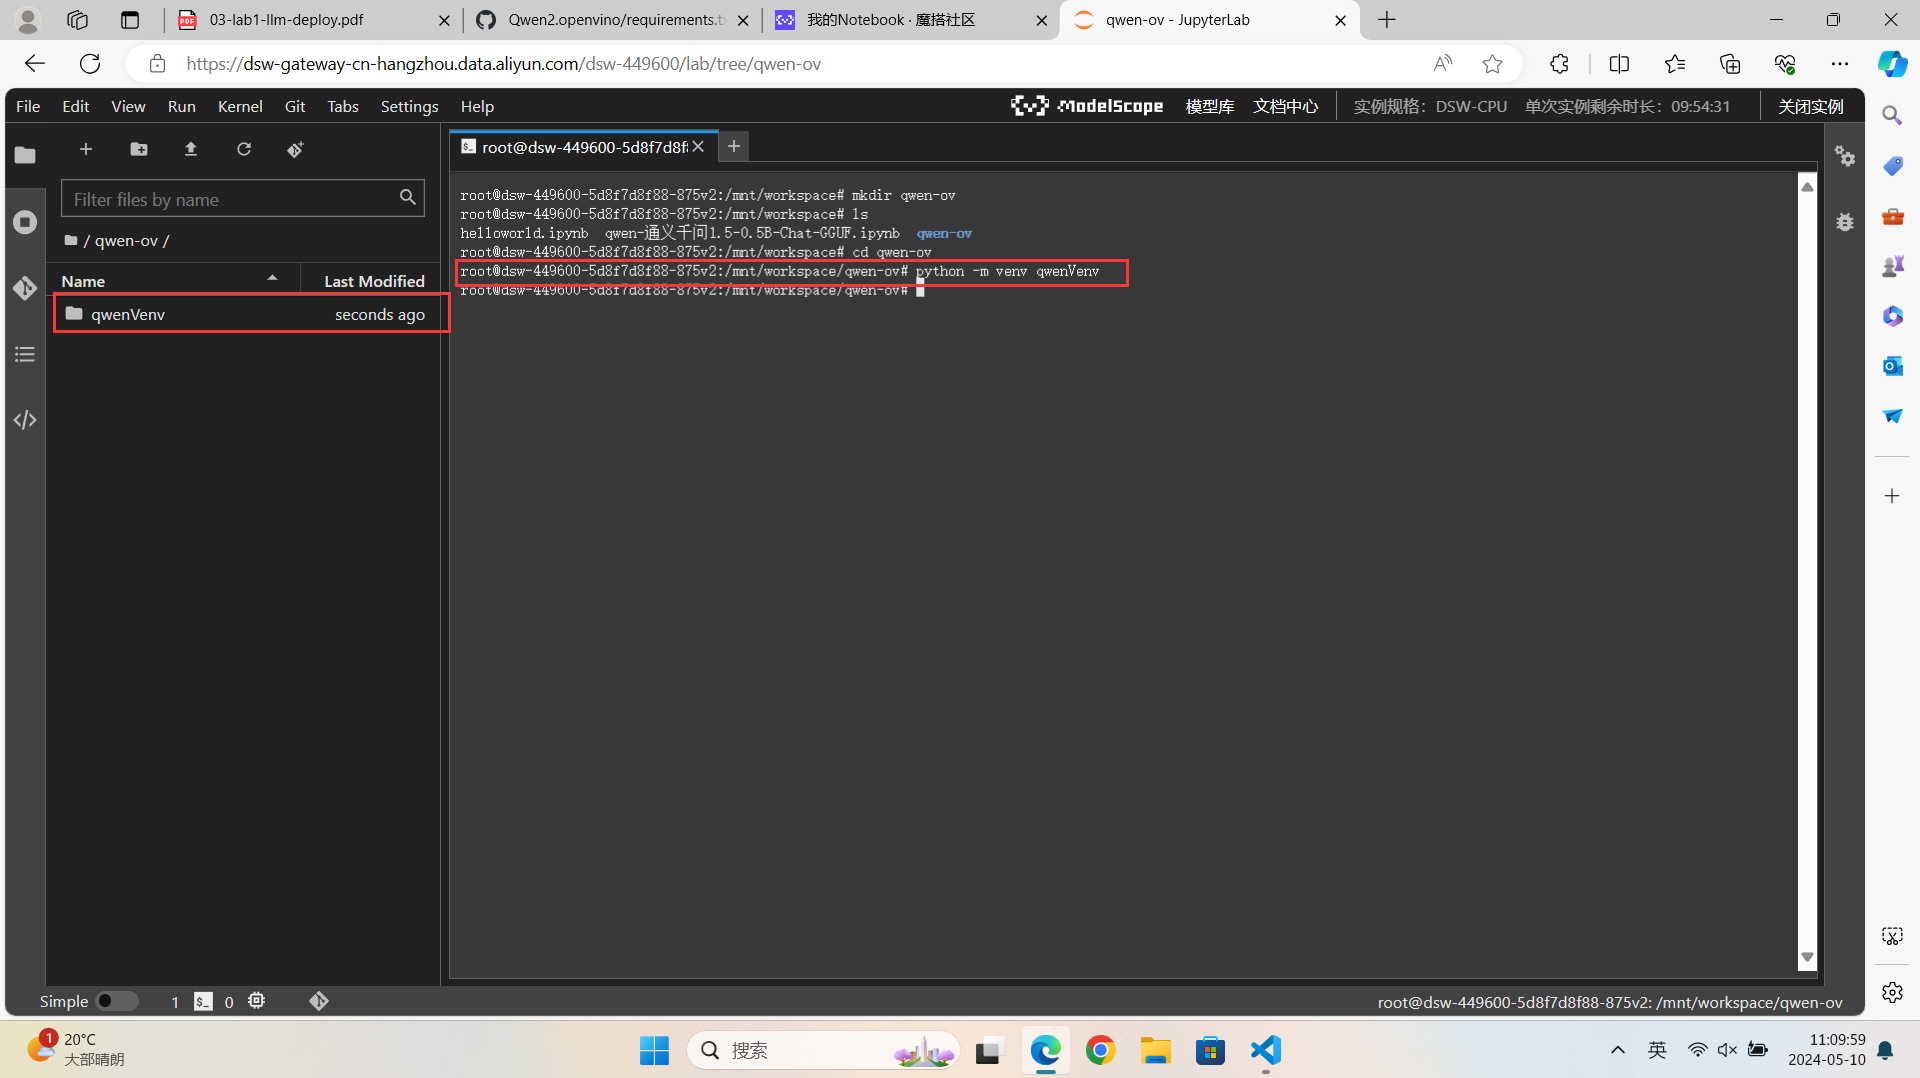 03-lab1-llm-deploy.pdf
Qwen2.openvino/requirements.t
我的Notebook · 魔搭社区
qwen-ov - JupyterLab
https://dsw-gateway-cn-hangzhou.data.aliyun.com/dsw-449600/lab/tree/qwen-ov
File Edit View Run Kernel Git Tabs Settings Help
ModelScope 模型库 文档中心 实例规格: DSW-CPU 单次实例剩余时长: 09:54:31 关闭实例
root@dsw-449600-5d8f7d8f
Filter files by name
/ qwen-ov /
Name Last Modified
qwenVenv seconds ago
root@dsw-449600-5d8f7d8f88-875v2:/mnt/workspace# mkdir qwen-ov
root@dsw-449600-5d8f7d8f88-875v2:/mnt/workspace# ls
helloworld.ipynb qwen-通义千问1.5-0.5B-Chat-GGUF.ipynb qwen-ov
root@dsw-449600-5d8f7d8f88-875v2:/mnt/workspace# cd qwen-ov
root@dsw-449600-5d8f7d8f88-875v2:/mnt/workspace/qwen-ov# python -m venv qwenVenv
root@dsw-449600-5d8f7d8f88-875v2:/mnt/workspace/qwen-ov#
Simple 1 0
root@dsw-449600-5d8f7d8f88-875v2: /mnt/workspace/qwen-ov
1
20°C
大部晴朗
搜索
英
11:09:59
2024-05-10